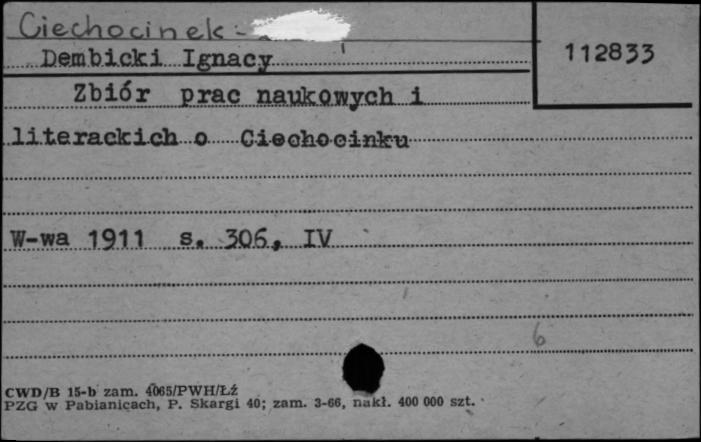 Ciechocinek -
Dembicki Ignacy
112833
Zbiór prac naukowych i
literackich o Ciechocinku
W-wa 1911 s. 306, IV
6
CWD/B 15-b zam. 4065/PWH/Łź
PZG w Pabianicach, P. Skargi 40; zam. 3-66, nakł. 400 000 szt.